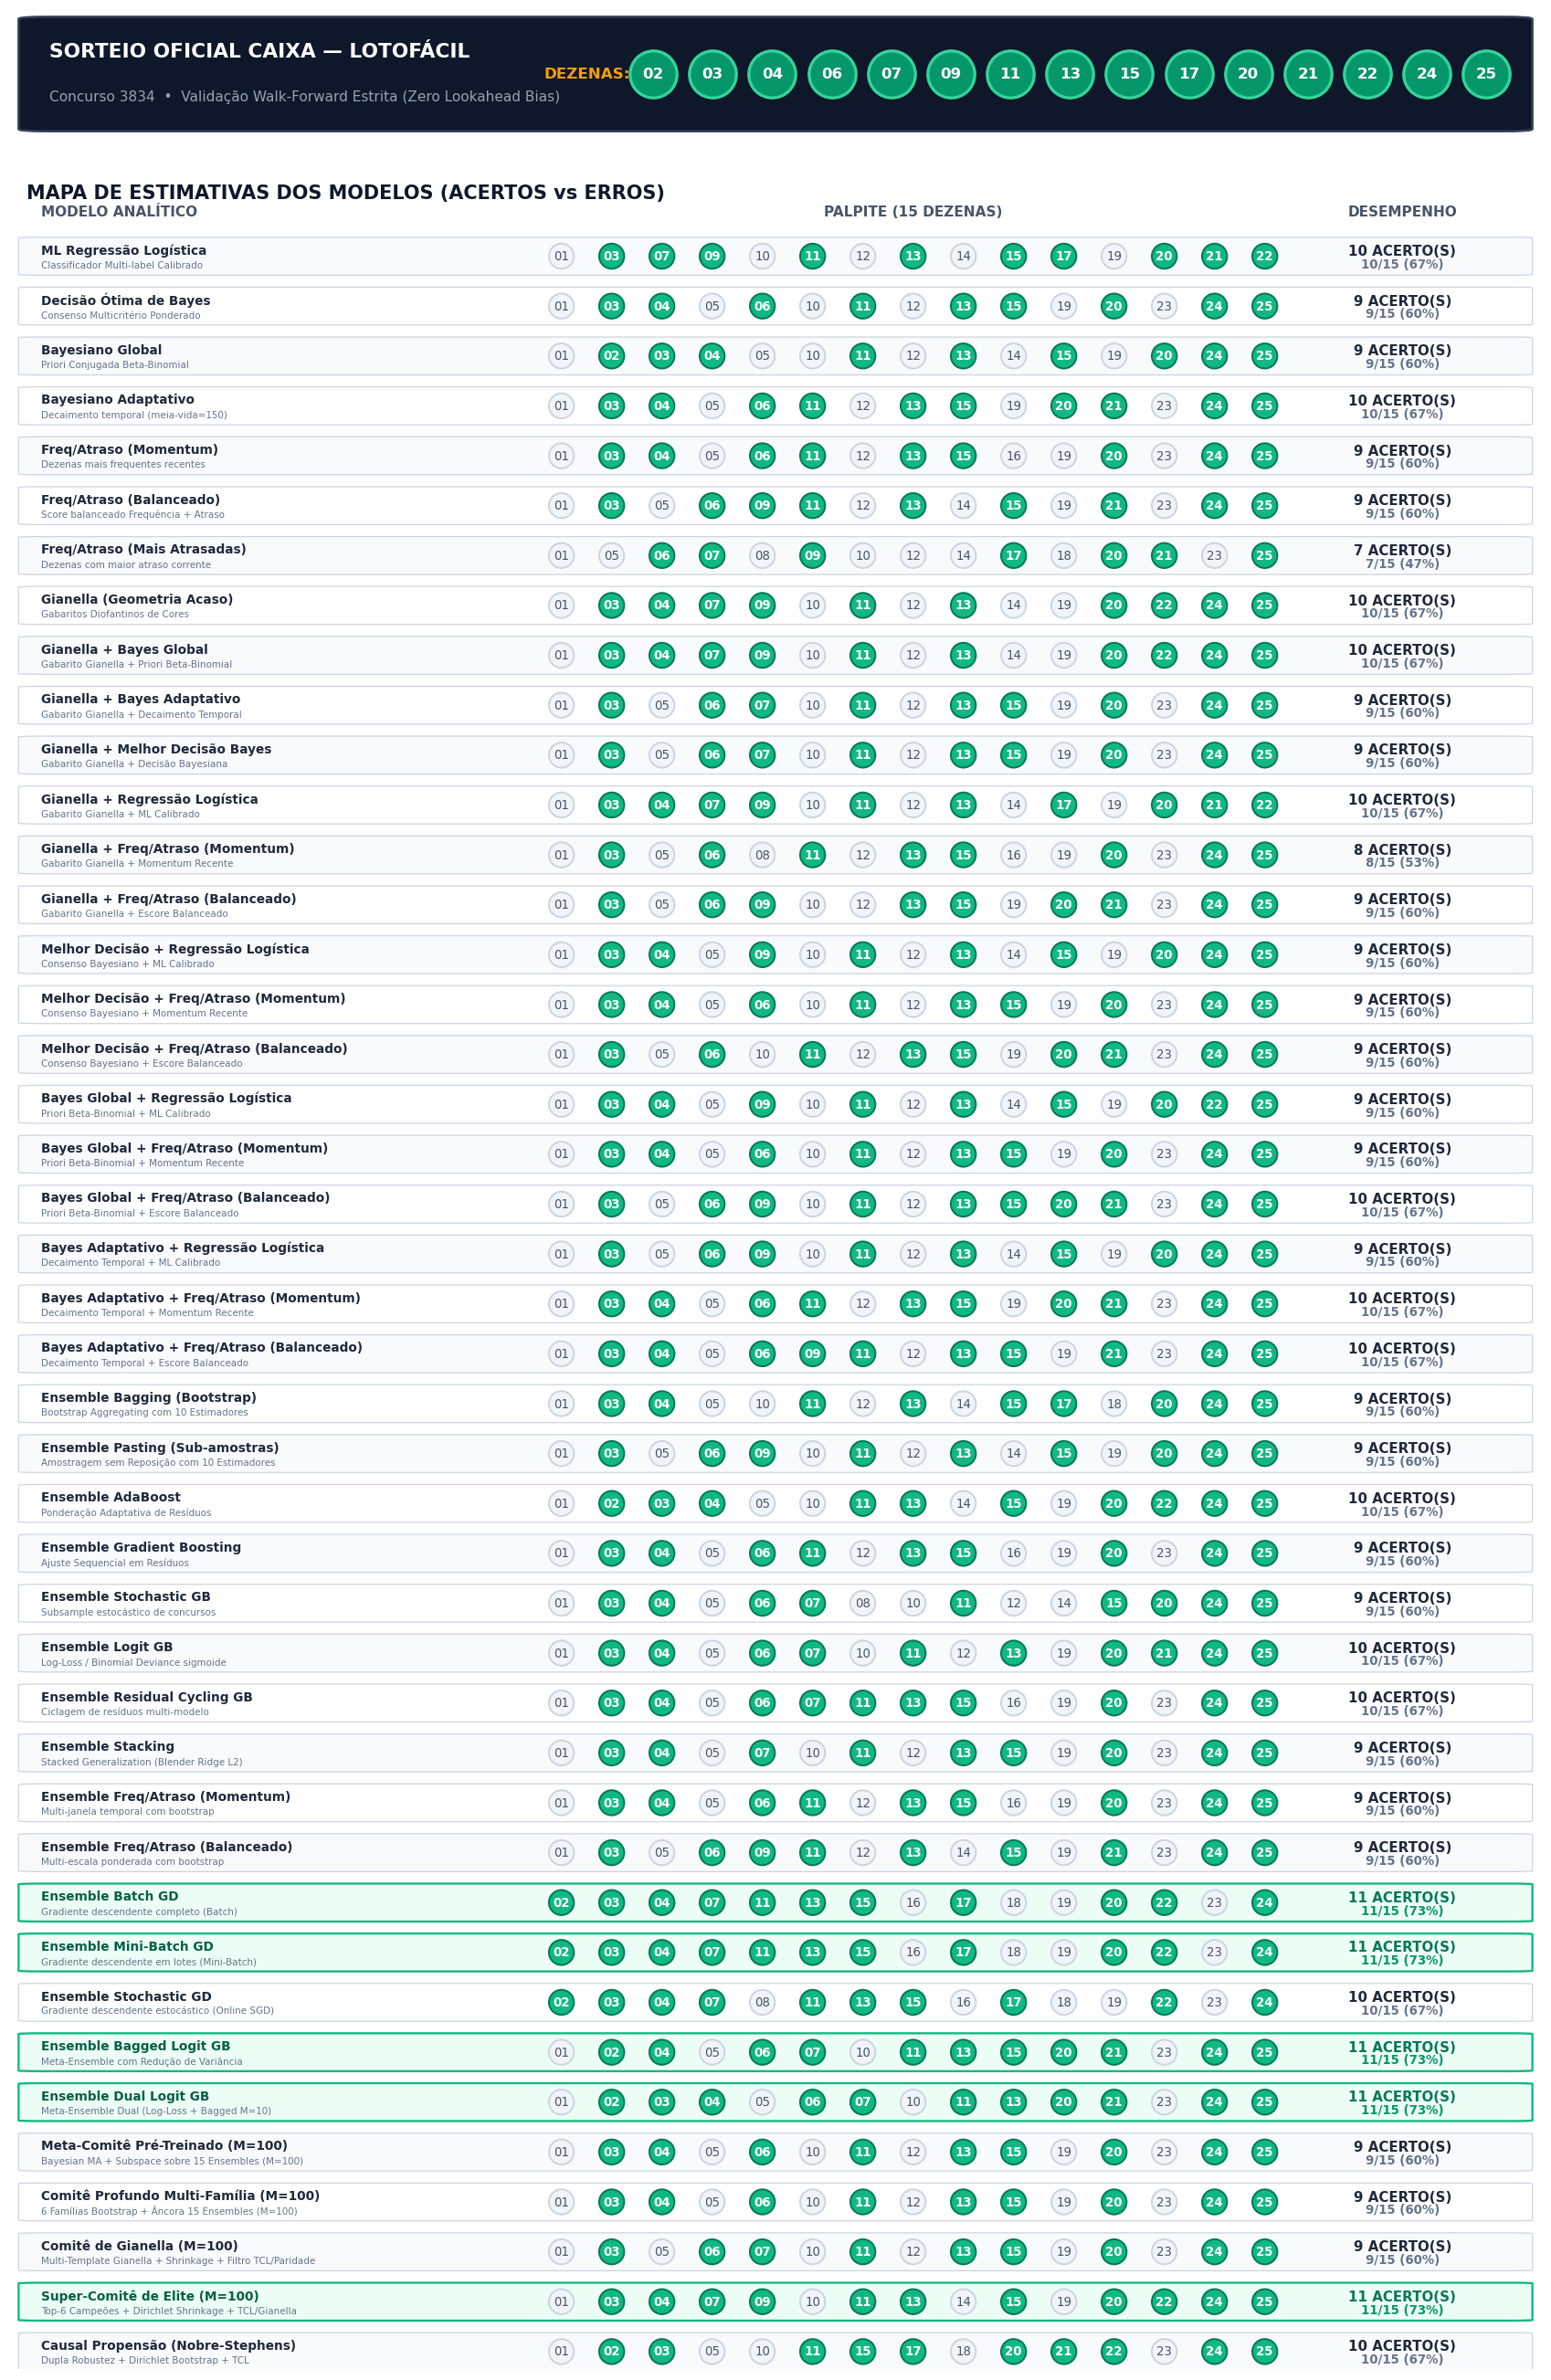 SORTEIO OFICIAL CAIXA — LOTOFÁCIL
DEZENAS: 02 03 04 06 07 09 11 13 15 17 20 21 22 24 25
Concurso 3834 • Validação Walk-Forward Estrita (Zero Lookahead Bias)
MAPA DE ESTIMATIVAS DOS MODELOS (ACERTOS vs ERROS)
MODELO ANALÍTICO PALPITE (15 DEZENAS) DESEMPENHO
ML Regressão Logística 01 03 07 09 10 11 12 13 14 15 17 19 20 21 22 10 ACERTO(S)
Classificador Multi-label Calibrado 10/15 (67%)
Decisão Ótima de Bayes 01 03 04 05 06 10 11 12 13 15 19 20 23 24 25 9 ACERTO(S)
Consenso Multicritério Ponderado 9/15 (60%)
Bayesiano Global 01 02 03 04 05 10 11 12 13 14 15 19 20 24 25 9 ACERTO(S)
Priori Conjugada Beta-Binomial 9/15 (60%)
Bayesiano Adaptativo 01 03 04 05 06 11 12 13 15 19 20 21 23 24 25 10 ACERTO(S)
Decaimento temporal (meia-vida=150) 10/15 (67%)
Freq/Atraso (Momentum) 01 03 04 05 06 11 12 13 15 16 19 20 23 24 25 9 ACERTO(S)
Dezenas mais frequentes recentes 9/15 (60%)
Freq/Atraso (Balanceado) 01 03 05 06 09 11 12 13 14 15 19 21 23 24 25 9 ACERTO(S)
Score balanceado Frequência + Atraso 9/15 (60%)
Freq/Atraso (Mais Atrasadas) 01 05 06 07 08 09 10 12 14 17 18 20 21 23 25 7 ACERTO(S)
Dezenas com maior atraso corrente 7/15 (47%)
Gianella (Geometria Acaso) 01 03 04 07 09 10 11 12 13 14 19 20 22 24 25 10 ACERTO(S)
Gabaritos Diofantinos de Cores 10/15 (67%)
Gianella + Bayes Global 01 03 04 07 09 10 11 12 13 14 19 20 22 24 25 10 ACERTO(S)
Gabarito Gianella + Priori Beta-Binomial 10/15 (67%)
Gianella + Bayes Adaptativo 01 03 05 06 07 10 11 12 13 15 19 20 23 24 25 9 ACERTO(S)
Gabarito Gianella + Decaimento Temporal 9/15 (60%)
Gianella + Melhor Decisão Bayes 01 03 05 06 07 10 11 12 13 15 19 20 23 24 25 9 ACERTO(S)
Gabarito Gianella + Decisão Bayesiana 9/15 (60%)
Gianella + Regressão Logística 01 03 04 07 09 10 11 12 13 14 17 19 20 21 22 10 ACERTO(S)
Gabarito Gianella + ML Calibrado 10/15 (67%)
Gianella + Freq/Atraso (Momentum) 01 03 05 06 08 11 12 13 15 16 19 20 23 24 25 8 ACERTO(S)
Gabarito Gianella + Momentum Recente 8/15 (53%)
Gianella + Freq/Atraso (Balanceado) 01 03 05 06 09 10 12 13 15 19 20 21 23 24 25 9 ACERTO(S)
Gabarito Gianella + Escore Balanceado 9/15 (60%)
Melhor Decisão + Regressão Logística 01 03 04 05 09 10 11 12 13 14 15 19 20 24 25 9 ACERTO(S)
Consenso Bayesiano + ML Calibrado 9/15 (60%)
Melhor Decisão + Freq/Atraso (Momentum) 01 03 04 05 06 10 11 12 13 15 19 20 23 24 25 9 ACERTO(S)
Consenso Bayesiano + Momentum Recente 9/15 (60%)
Melhor Decisão + Freq/Atraso (Balanceado) 01 03 05 06 10 11 12 13 15 19 20 21 23 24 25 9 ACERTO(S)
Consenso Bayesiano + Escore Balanceado 9/15 (60%)
Bayes Global + Regressão Logística 01 03 04 05 09 10 11 12 13 14 15 19 20 22 25 9 ACERTO(S)
Priori Beta-Binomial + ML Calibrado 9/15 (60%)
Bayes Global + Freq/Atraso (Momentum) 01 03 04 05 06 10 11 12 13 15 19 20 23 24 25 9 ACERTO(S)
Priori Beta-Binomial + Momentum Recente 9/15 (60%)
Bayes Global + Freq/Atraso (Balanceado) 01 03 05 06 09 10 11 12 13 15 20 21 23 24 25 10 ACERTO(S)
Priori Beta-Binomial + Escore Balanceado 10/15 (67%)
Bayes Adaptativo + Regressão Logística 01 03 05 06 09 10 11 12 13 14 15 19 20 24 25 9 ACERTO(S)
Decaimento Temporal + ML Calibrado 9/15 (60%)
Bayes Adaptativo + Freq/Atraso (Momentum) 01 03 04 05 06 11 12 13 15 19 20 21 23 24 25 10 ACERTO(S)
Decaimento Temporal + Momentum Recente 10/15 (67%)
Bayes Adaptativo + Freq/Atraso (Balanceado) 01 03 04 05 06 09 11 12 13 15 19 21 23 24 25 10 ACERTO(S)
Decaimento Temporal + Escore Balanceado 10/15 (67%)
Ensemble Bagging (Bootstrap) 01 03 04 05 10 11 12 13 14 15 17 18 20 24 25 9 ACERTO(S)
Bootstrap Aggregating com 10 Estimadores 9/15 (60%)
Ensemble Pasting (Sub-amostras) 01 03 05 06 09 10 11 12 13 14 15 19 20 24 25 9 ACERTO(S)
Amostragem sem Reposição com 10 Estimadores 9/15 (60%)
Ensemble AdaBoost 01 02 03 04 05 10 11 13 14 15 19 20 22 24 25 10 ACERTO(S)
Ponderação Adaptativa de Resíduos 10/15 (67%)
Ensemble Gradient Boosting 01 03 04 05 06 11 12 13 15 16 19 20 23 24 25 9 ACERTO(S)
Ajuste Sequencial em Resíduos 9/15 (60%)
Ensemble Stochastic GB 01 03 04 05 06 07 08 10 11 12 14 15 20 24 25 9 ACERTO(S)
Subsample estocástico de concursos 9/15 (60%)
Ensemble Logit GB 01 03 04 05 06 07 10 11 12 13 19 20 21 24 25 10 ACERTO(S)
Log-Loss / Binomial Deviance sigmoide 10/15 (67%)
Ensemble Residual Cycling GB 01 03 04 05 06 07 11 13 15 16 19 20 23 24 25 10 ACERTO(S)
Ciclagem de resíduos multi-modelo 10/15 (67%)
Ensemble Stacking 01 03 04 05 07 10 11 12 13 15 19 20 23 24 25 9 ACERTO(S)
Stacked Generalization (Blender Ridge L2) 9/15 (60%)
Ensemble Freq/Atraso (Momentum) 01 03 04 05 06 11 12 13 15 16 19 20 23 24 25 9 ACERTO(S)
Multi-janela temporal com bootstrap 9/15 (60%)
Ensemble Freq/Atraso (Balanceado) 01 03 05 06 09 11 12 13 14 15 19 21 23 24 25 9 ACERTO(S)
Multi-escala ponderada com bootstrap 9/15 (60%)
Ensemble Batch GD 02 03 04 07 11 13 15 16 17 18 19 20 22 23 24 11 ACERTO(S)
Gradiente descendente completo (Batch) 11/15 (73%)
Ensemble Mini-Batch GD 02 03 04 07 11 13 15 16 17 18 19 20 22 23 24 11 ACERTO(S)
Gradiente descendente em lotes (Mini-Batch) 11/15 (73%)
Ensemble Stochastic GD 02 03 04 07 08 11 13 15 16 17 18 19 22 23 24 10 ACERTO(S)
Gradiente descendente estocástico (Online SGD) 10/15 (67%)
Ensemble Bagged Logit GB 01 02 04 05 06 07 10 11 13 15 20 21 23 24 25 11 ACERTO(S)
Meta-Ensemble com Redução de Variância 11/15 (73%)
Ensemble Dual Logit GB 01 02 03 04 05 06 07 10 11 13 20 21 23 24 25 11 ACERTO(S)
Meta-Ensemble Dual (Log-Loss + Bagged M=10) 11/15 (73%)
Meta-Comitê Pré-Treinado (M=100) 01 03 04 05 06 10 11 12 13 15 19 20 23 24 25 9 ACERTO(S)
Bayesian MA + Subspace sobre 15 Ensembles (M=100) 9/15 (60%)
Comitê Profundo Multi-Família (M=100) 01 03 04 05 06 10 11 12 13 15 19 20 23 24 25 9 ACERTO(S)
6 Famílias Bootstrap + Âncora 15 Ensembles (M=100) 9/15 (60%)
Comitê de Gianella (M=100) 01 03 05 06 07 10 11 12 13 15 19 20 23 24 25 9 ACERTO(S)
Multi-Template Gianella + Shrinkage + Filtro TCL/Paridade 9/15 (60%)
Super-Comitê de Elite (M=100) 01 03 04 07 09 10 11 13 14 15 19 20 22 24 25 11 ACERTO(S)
Top-6 Campeões + Dirichlet Shrinkage + TCL/Gianella 11/15 (73%)
Causal Propensão (Nobre-Stephens) 01 02 03 05 10 11 15 17 18 20 21 22 23 24 25 10 ACERTO(S)
Dupla Robustez + Dirichlet Bootstrap + TCL 10/15 (67%)